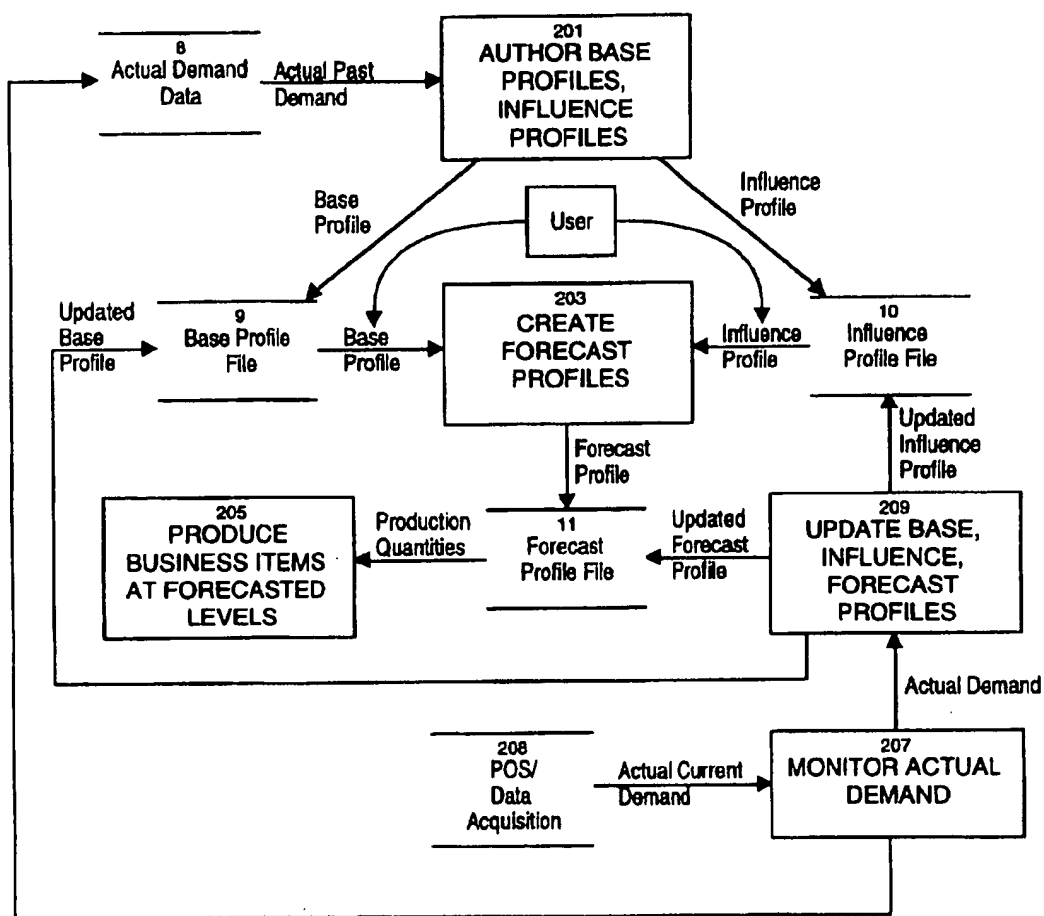 8
Actual Demand
Data
Actual Past
Demand
201
AUTHOR BASE
PROFILES,
INFLUENCE
PROFILES
Base
Profile
User
Influence
Profile
Updated
Base
Profile
9
Base Profile
File
Base
Profile
203
CREATE
FORECAST
PROFILES
Influence
Profile
10
Influence
Profile File
Updated
Influence
Profile
Forecast
Profile
205
PRODUCE
BUSINESS ITEMS
AT FORECASTED
LEVELS
Production
Quantities
11
Forecast
Profile File
Updated
Forecast
Profile
209
UPDATE BASE,
INFLUENCE,
FORECAST
PROFILES
Actual Demand
208
POS/
Data
Acquisition
Actual Current
Demand
207
MONITOR ACTUAL
DEMAND